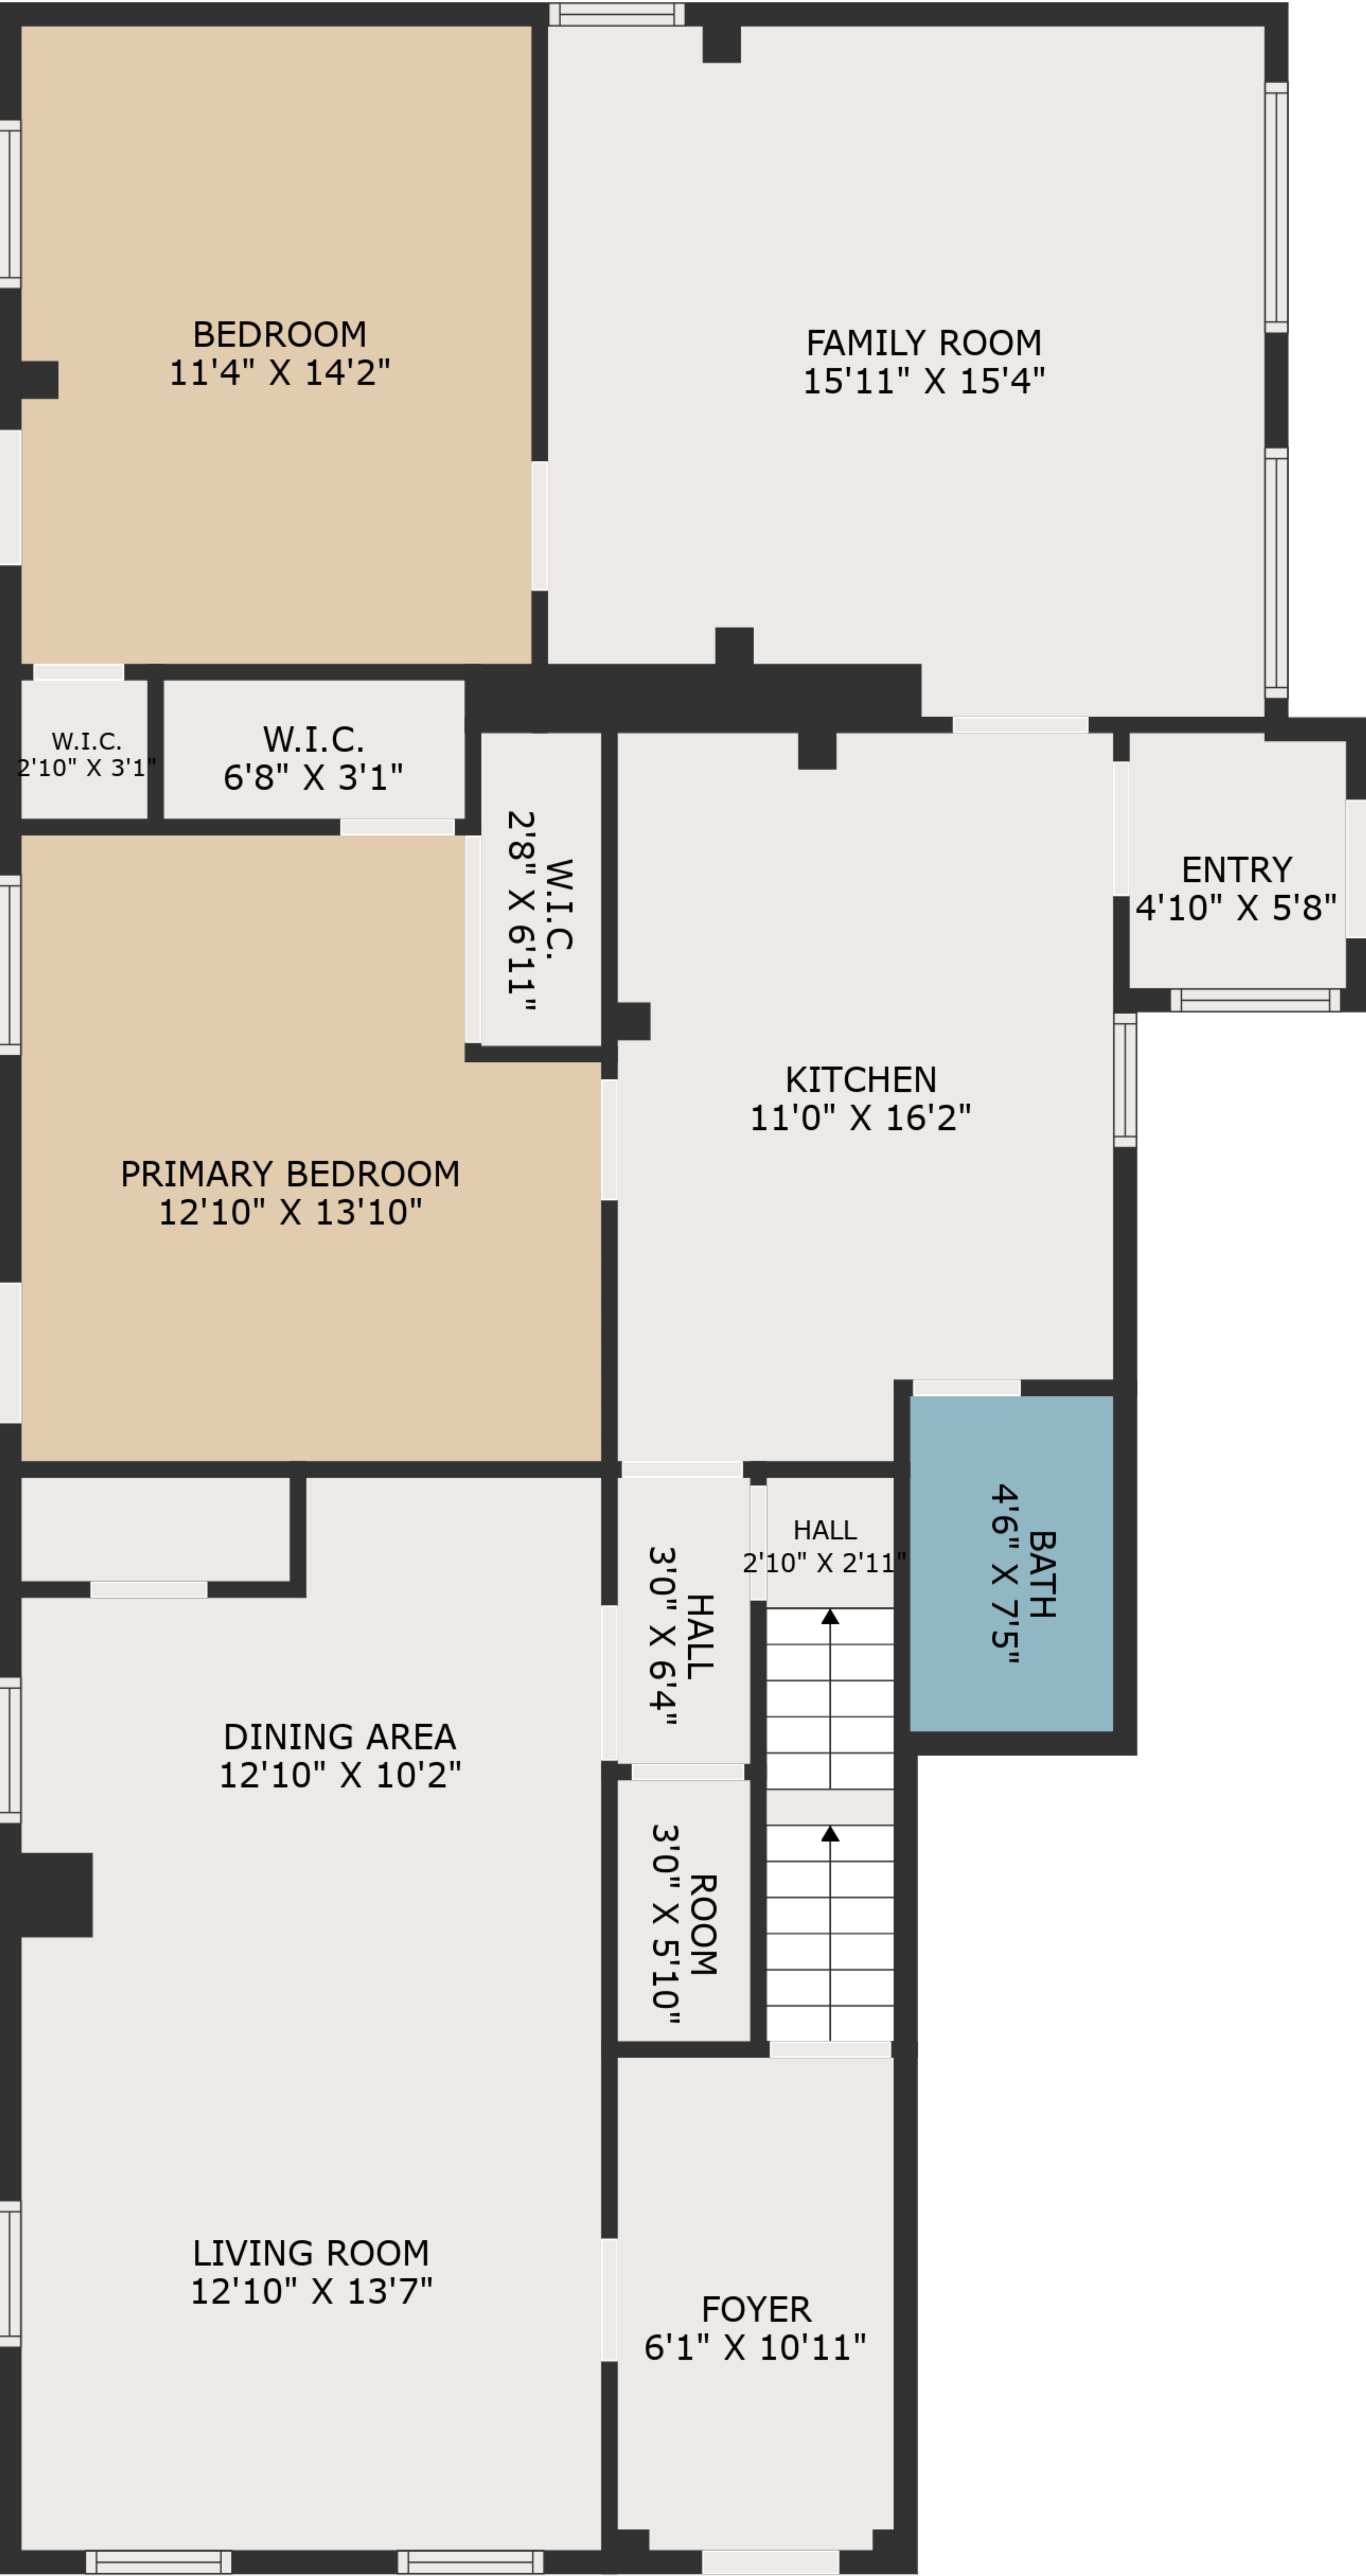 BEDROOM
11'4" X 14'2"
FAMILY ROOM
15'11" X 15'4"
W.I.C.
2'10" X 3'1"
W.I.C.
6'8" X 3'1"
W.I.C.
2'8" X 6'11"
ENTRY
4'10" X 5'8"
KITCHEN
11'0" X 16'2"
PRIMARY BEDROOM
12'10" X 13'10"
HALL
2'10" X 2'11"
BATH
4'6" X 7'5"
HALL
3'0" X 6'4"
DINING AREA
12'10" X 10'2"
ROOM
3'0" X 5'10"
LIVING ROOM
12'10" X 13'7"
FOYER
6'1" X 10'11"